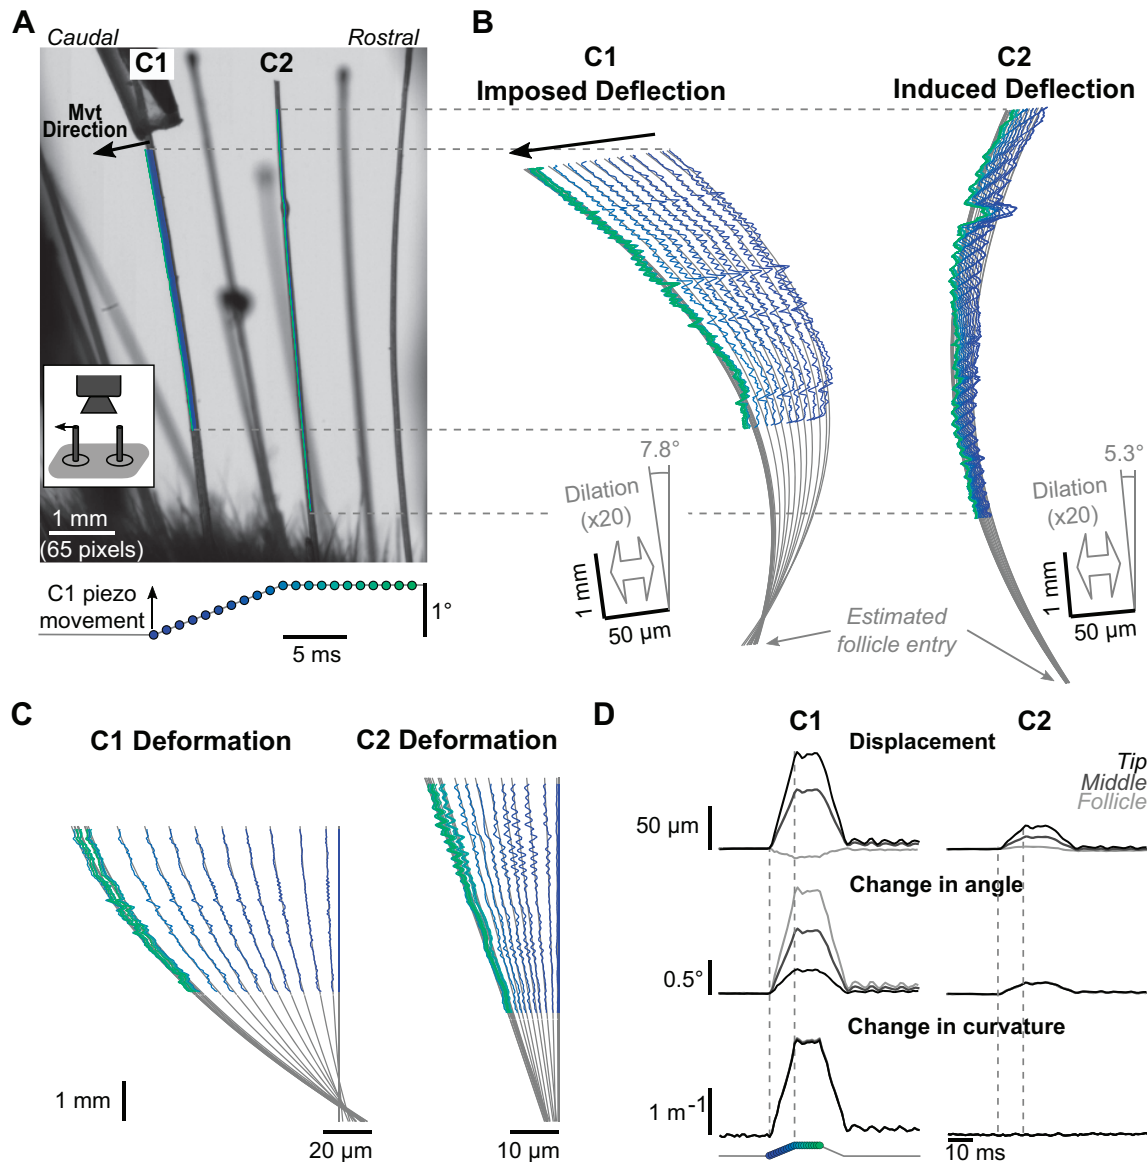 A
Caudal
Rostral
C1
C2
Mvt
Direction
1 mm
(65 pixels)
C1 piezo
movement
1°
5 ms
B
C1
Imposed Deflection
C2
Induced Deflection
7.8°
Dilation
(x20)
1 mm
50 µm
5.3°
Dilation
(x20)
1 mm
50 µm
Estimated
follicle entry
C
C1 Deformation
C2 Deformation
1 mm
20 µm
10 µm
D
C1
C2
Displacement
Tip
Middle
Follicle
50 µm
Change in angle
0.5°
Change in curvature
1 m⁻¹
10 ms